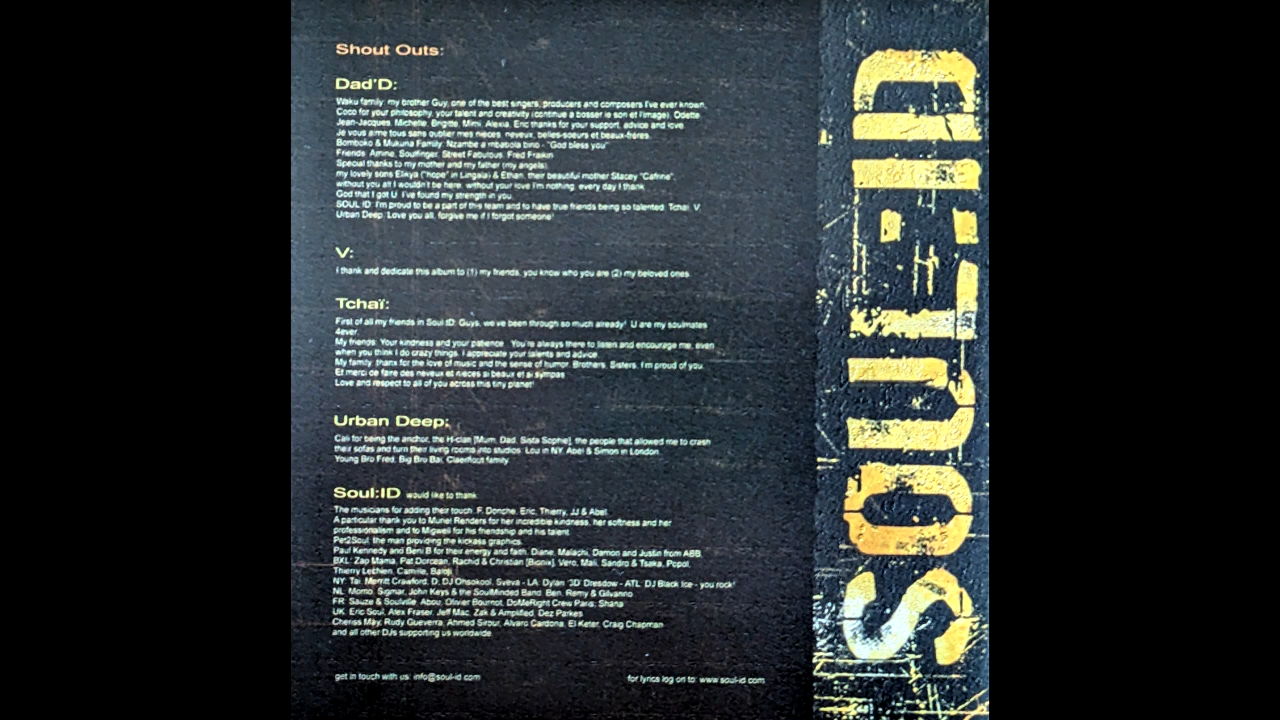 Shout Outs:
Dad'D:
Waku family: my brother Guy, one of the best singers, producers and composers I've ever known,
Coco for your philosophy, your talent and creativity (continue a bosser le son et l'image), Odette,
Jean-Jacques, Michelle, Brigitte, Mimi, Alexia, Eric thanks for your support, advice and love.
Je vous aime tous sans oublier mes nieces, neveux, belles-soeurs et beaux-frères.
Bomboko & Mukuna Family: Nzambe a mbasola bino - "God bless you"
Friends: Amine, Soulfinger, Street Fabulous, Fred Fraikin
Special thanks to my mother and my father (my angels),
my lovely sons Elikya ("hope" in Lingala) & Ethan, their beautiful mother Stacey "Cafrine",
without you all I wouldn't be here, without your love I'm nothing, every day I thank
God that I got U. I've found my strength in you.
SOUL:ID: I'm proud to be a part of this team and to have true friends being so talented: Tchaï, V,
Urban Deep: Love you all, forgive me if I forgot someone!
V:
I thank and dedicate this album to (1) my friends, you know who you are (2) my beloved ones.
Tchaï:
First of all my friends in Soul:ID: Guys, we've been through so much already! U are my soulmates
4ever.
My friends: Your kindness and your patience. You're always there to listen and encourage me, even
when you think I do crazy things. I appreciate your talents and advice.
My family: thanx for the love of music and the sense of humor. Brothers, Sisters, I'm proud of you.
Et merci de faire des neveux et nieces si beaux et si sympas.
Love and respect to all of you across this tiny planet!
Urban Deep:
Cali for being the anchor, the H-clan [Mum, Dad, Sista Sophie], the people that allowed me to crash
their sofas and turn their living rooms into studios: Lou in NY, Abel & Simon in London.
Young Bro Fred, Big Bro Bai, Claerhout family.
Soul:ID would like to thank
The musicians for adding their touch: F. Donche, Eric, Thierry, JJ & Abel.
A particular thank you to Muriel Renders for her incredible kindness, her softness and her
professionalism and to Migweli for his friendship and his talent.
Pet2Soul, the man providing the kickass graphics.
Paul Kennedy and Beni B for their energy and faith, Diane, Malachi, Damon and Justin from ABB.
BXL: Zap Mama, Pat Dorcean, Rachid & Christian [Bionix], Vero, Mali, Sandro & Tsaka, Popol,
Thierry Lechien, Camille, Baloji
NY: Tai, Merritt Crawford, D, DJ Ohsokool, Sveva - LA: Dylan "3D" Dresdow - ATL: DJ Black Ice - you rock!
NL: Momo, Sigmar, John Keys & the SoulMinded Band, Ben, Remy & Gilvanno
FR: Sauze & Soulville, Abou, Olivier Bournot, DoMeRight Crew Paris, Shana
UK: Eric Soul, Alex Fraser, Jeff Mac, Zak & Amplified, Dez Parkes
Cheriss May, Rudy Gueverra, Ahmed Sirour, Alvaro Cardona, El Keter, Craig Chapman
and all other DJs supporting us worldwide.
get in touch with us: info@soul-id.com
for lyrics log on to: www.soul-id.com
SOUL:ID